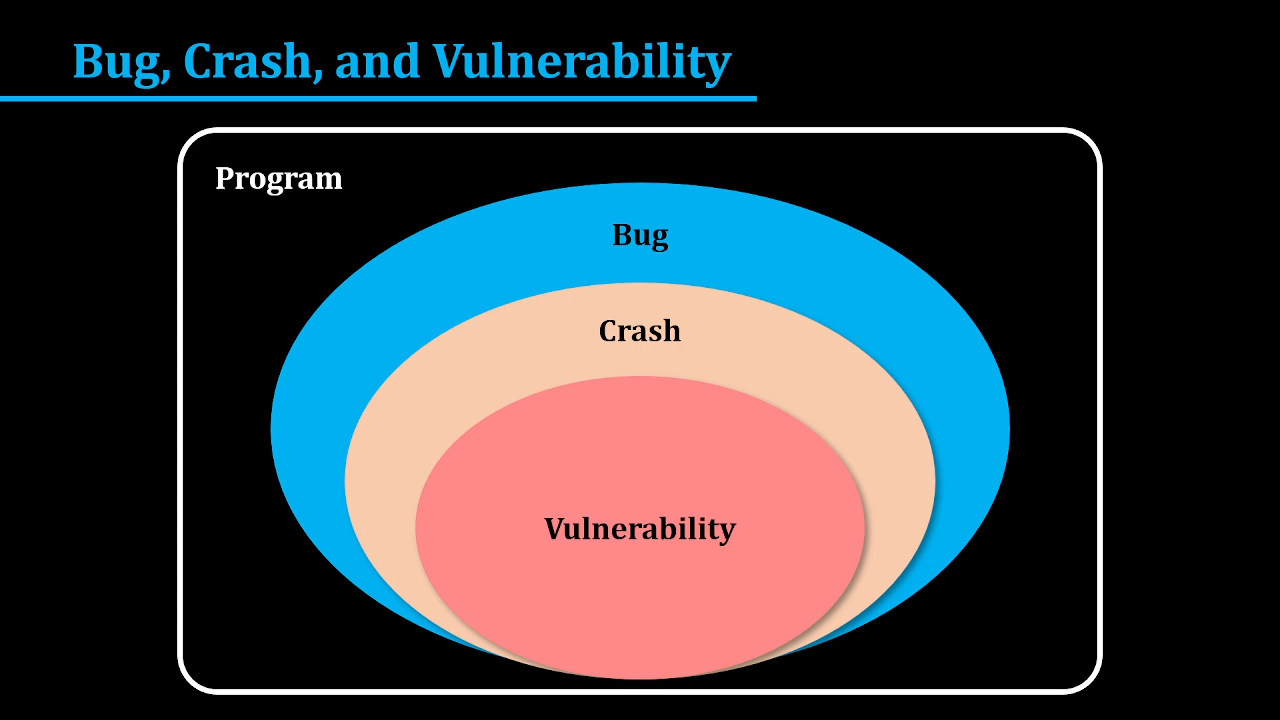 Bug, Crash, and Vulnerability
Program
Bug
Crash
Vulnerability